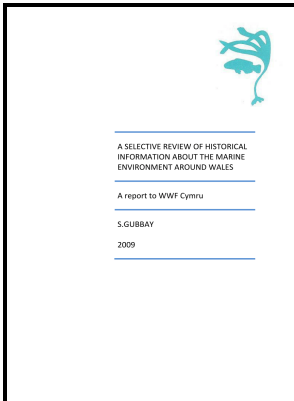 A SELECTIVE REVIEW OF HISTORICAL
INFORMATION ABOUT THE MARINE
ENVIRONMENT AROUND WALES
A report to WWF Cymru
S.GUBBAY
2009